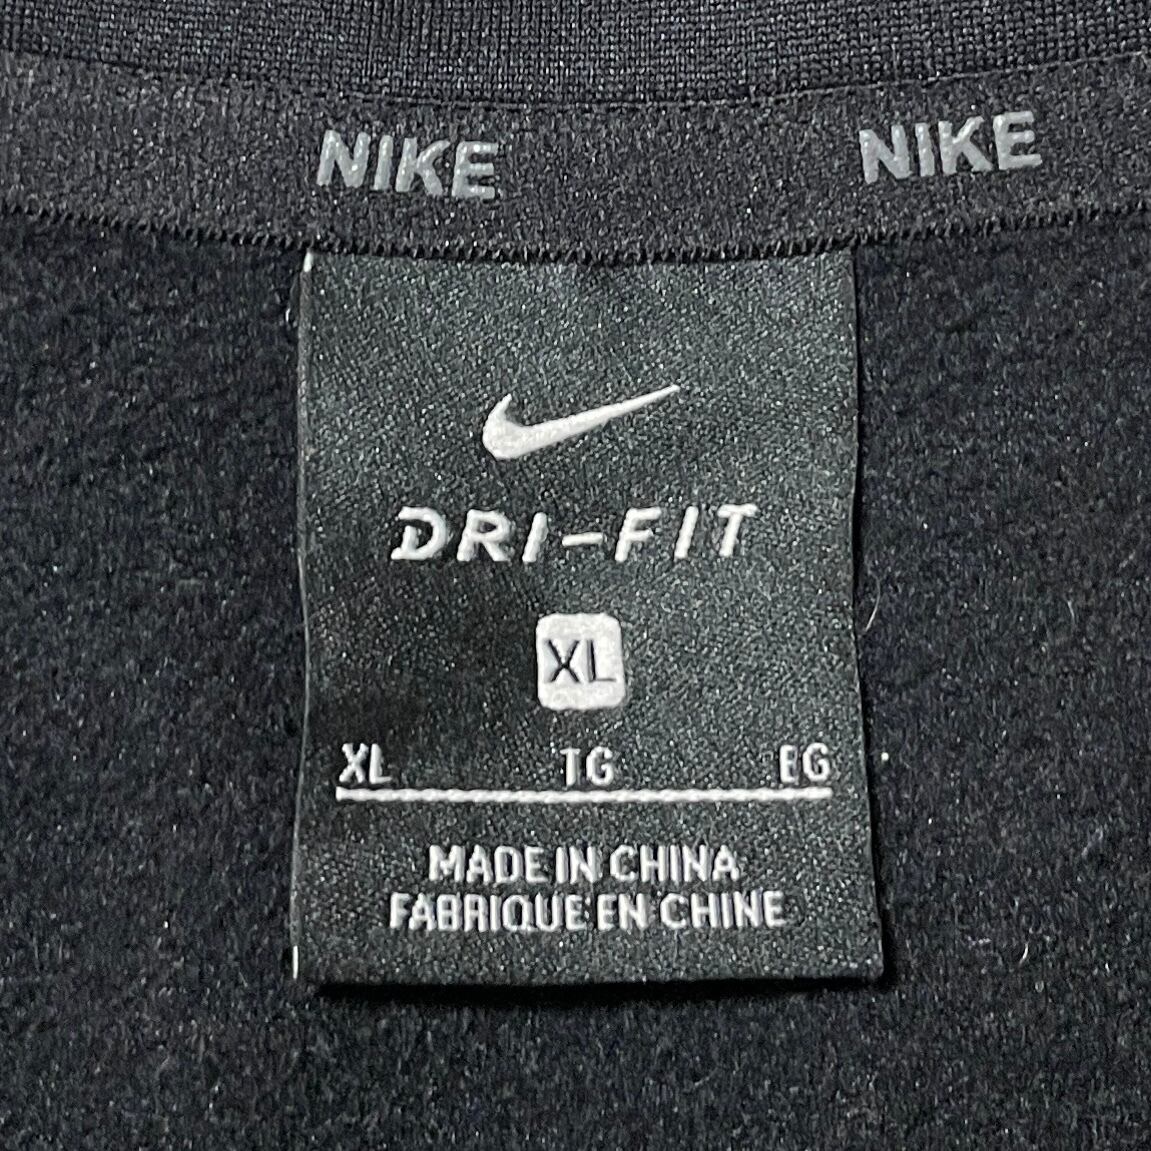 NIKE NIKE
DRI-FIT
XL
XL TG EG
MADE IN CHINA
FABRIQUE EN CHINE